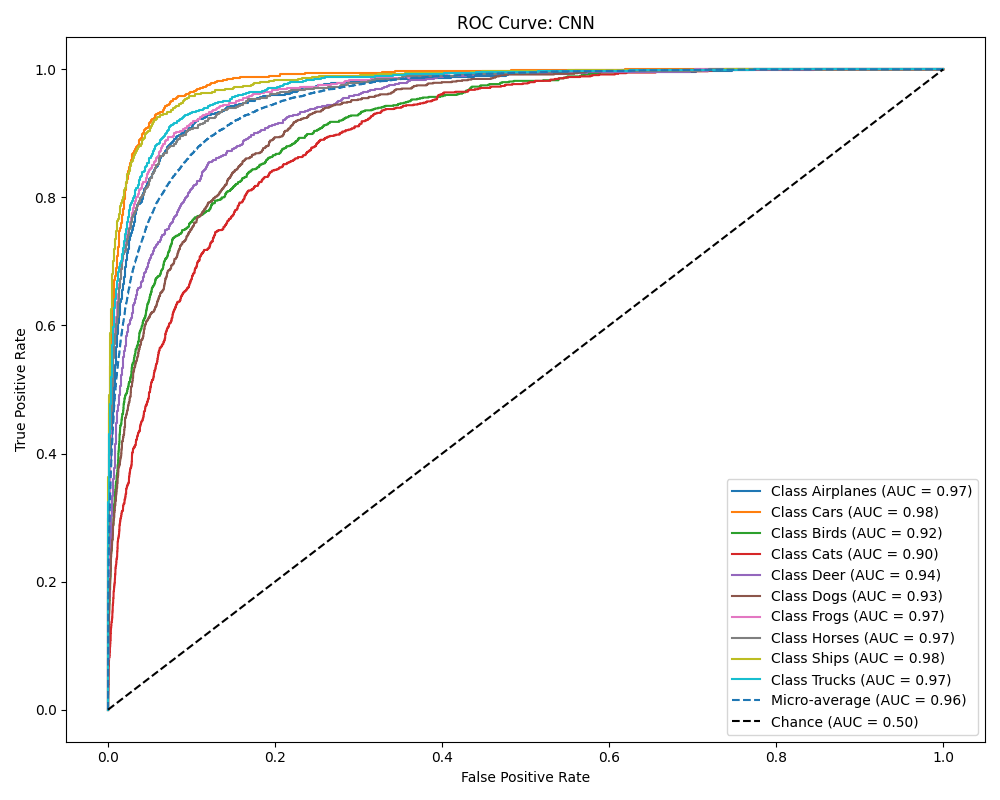 ROC Curve: CNN
True Positive Rate
1.0
0.8
0.6
0.4
0.2
0.0
0.0 0.2 0.4 0.6 0.8 1.0
False Positive Rate
Class Airplanes (AUC = 0.97)
Class Cars (AUC = 0.98)
Class Birds (AUC = 0.92)
Class Cats (AUC = 0.90)
Class Deer (AUC = 0.94)
Class Dogs (AUC = 0.93)
Class Frogs (AUC = 0.97)
Class Horses (AUC = 0.97)
Class Ships (AUC = 0.98)
Class Trucks (AUC = 0.97)
Micro-average (AUC = 0.96)
Chance (AUC = 0.50)